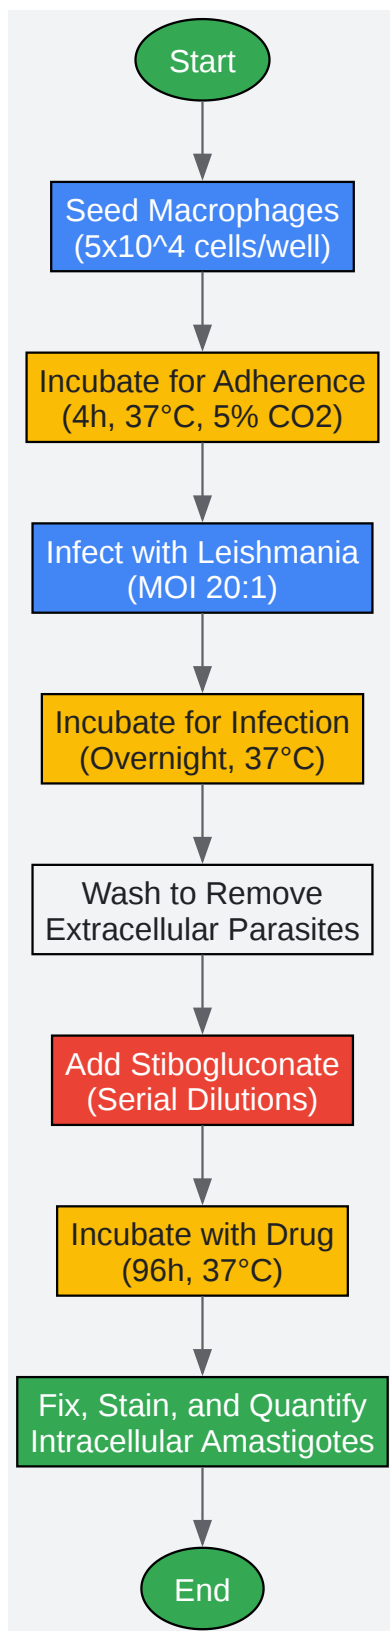 Start
Seed Macrophages
(5x10^4 cells/well)
Incubate for Adherence
(4h, 37°C, 5% CO2)
Infect with Leishmania
(MOI 20:1)
Incubate for Infection
(Overnight, 37°C)
Wash to Remove
Extracellular Parasites
Add Stibogluconate
(Serial Dilutions)
Incubate with Drug
(96h, 37°C)
Fix, Stain, and Quantify
Intracellular Amastigotes
End